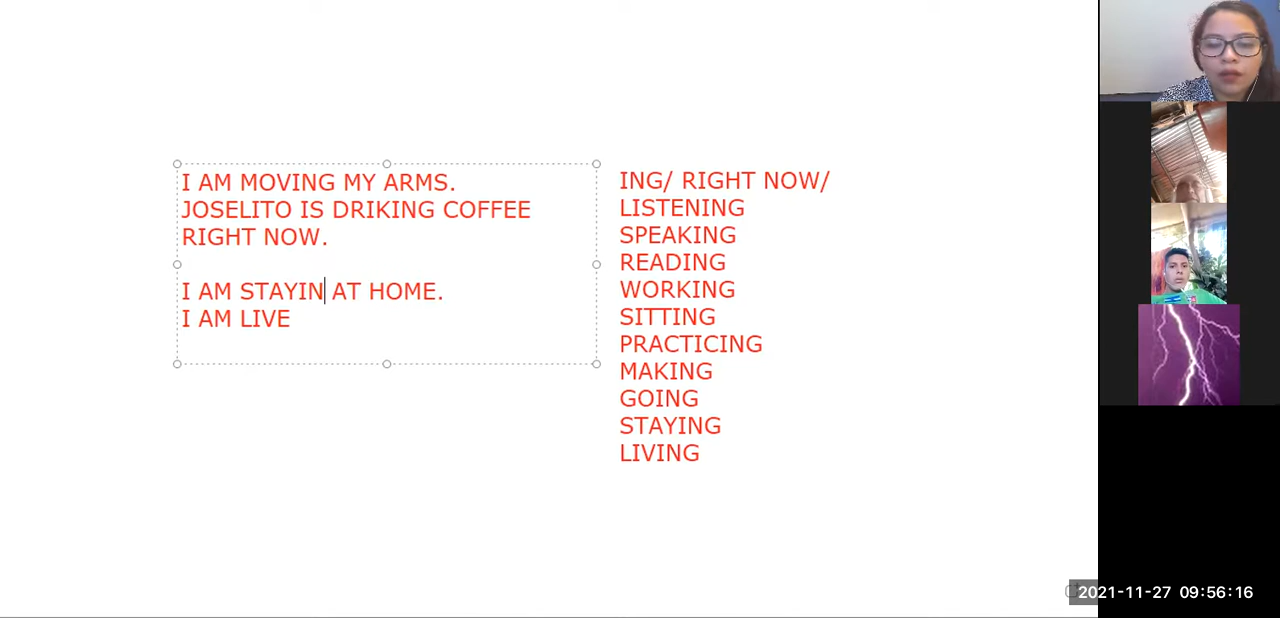 I AM MOVING MY ARMS.
JOSELITO IS DRIKING COFFEE
RIGHT NOW.
I AM STAYIN AT HOME.
I AM LIVE
ING/ RIGHT NOW/
LISTENING
SPEAKING
READING
WORKING
SITTING
PRACTICING
MAKING
GOING
STAYING
LIVING
2021-11-27 09:56:16